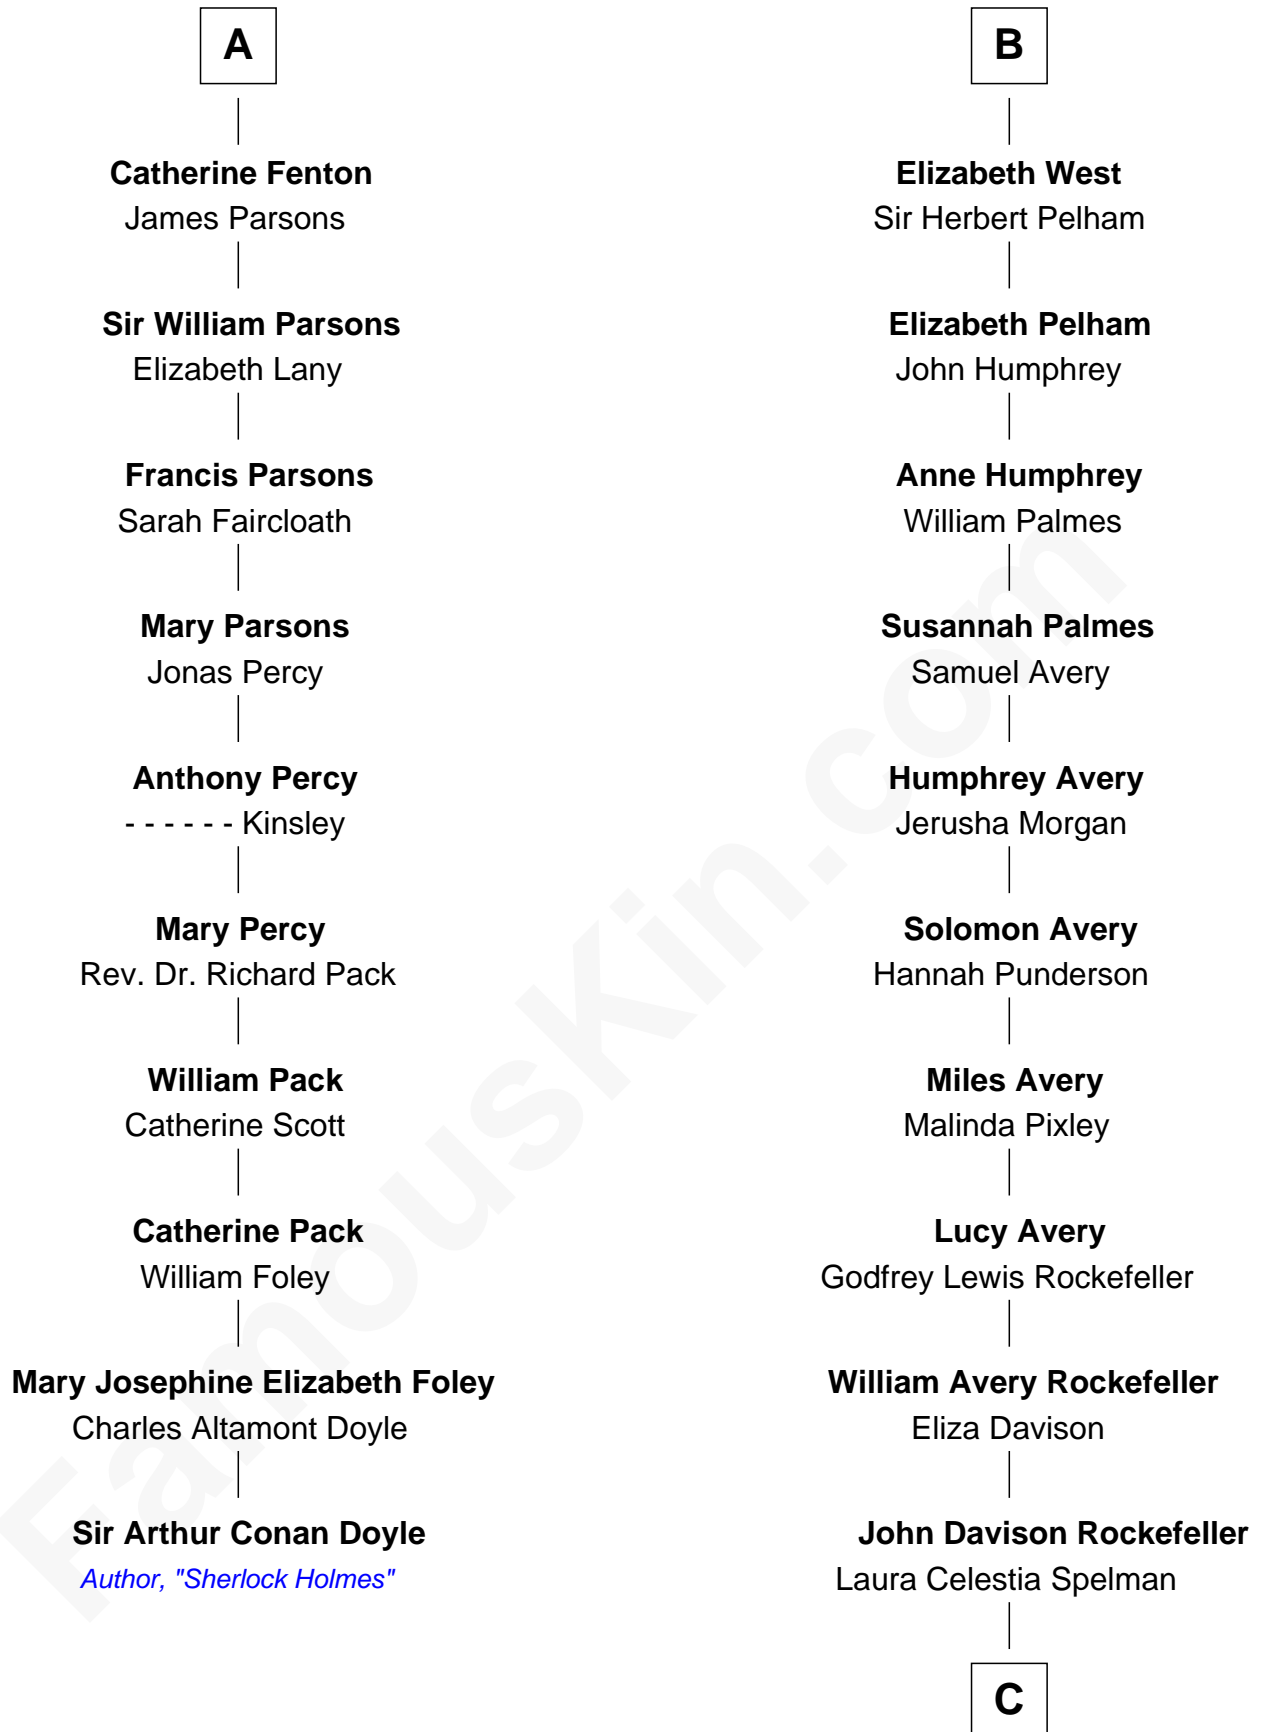 A
Catherine Fenton
James Parsons
Sir William Parsons
Elizabeth Lany
Francis Parsons
Sarah Faircloath
Mary Parsons
Jonas Percy
Anthony Percy
- - - - - - Kinsley
Mary Percy
Rev. Dr. Richard Pack
William Pack
Catherine Scott
Catherine Pack
William Foley
Mary Josephine Elizabeth Foley
Charles Altamont Doyle
Sir Arthur Conan Doyle
Author, "Sherlock Holmes"
B
Elizabeth West
Sir Herbert Pelham
Elizabeth Pelham
John Humphrey
Anne Humphrey
William Palmes
Susannah Palmes
Samuel Avery
Humphrey Avery
Jerusha Morgan
Solomon Avery
Hannah Punderson
Miles Avery
Malinda Pixley
Lucy Avery
Godfrey Lewis Rockefeller
William Avery Rockefeller
Eliza Davison
John Davison Rockefeller
Laura Celestia Spelman
C
FamousKin.com